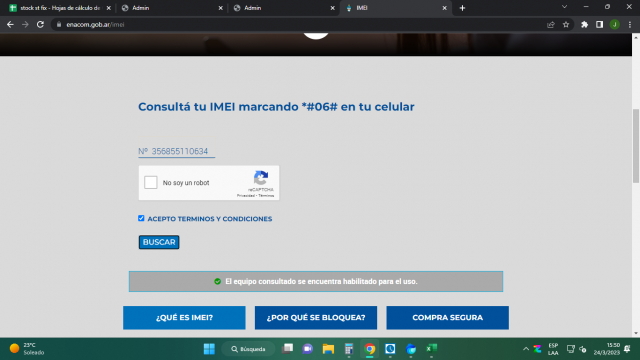 stock st fix - Hojas de cálculo de
Admin
Admin
IMEI
enacom.gob.ar/imei
J
Consultá tu IMEI marcando *#06# en tu celular
Nº 356855110634
No soy un robot
reCAPTCHA
Privacidad - Términos
ACEPTO TERMINOS Y CONDICIONES
BUSCAR
El equipo consultado se encuentra habilitado para el uso.
¿QUÉ ES IMEI?
¿POR QUÉ SE BLOQUEA?
COMPRA SEGURA
23°C
Soleado
Búsqueda
ESP
LAA
15:50
24/3/2023